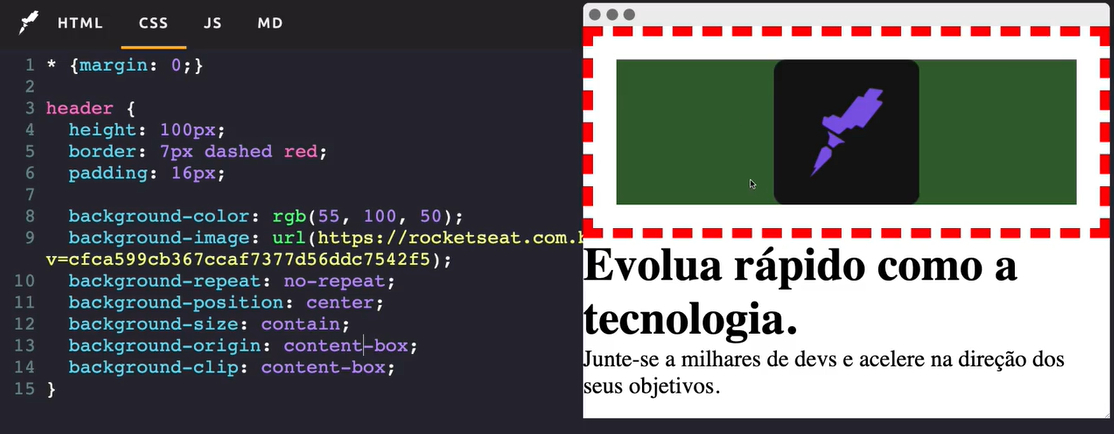 HTML CSS JS MD
1 * {margin: 0;}
2
3 header {
4 height: 100px;
5 border: 7px dashed red;
6 padding: 16px;
7
8 background-color: rgb(55, 100, 50);
9 background-image: url(https://rocketseat.com.
v=cfca599cb367ccaf7377d56ddc7542f5);
10 background-repeat: no-repeat;
11 background-position: center;
12 background-size: contain;
13 background-origin: content-box;
14 background-clip: content-box;
15 }
Evolua rápido como a
tecnologia.
Junte-se a milhares de devs e acelere na direção dos
seus objetivos.